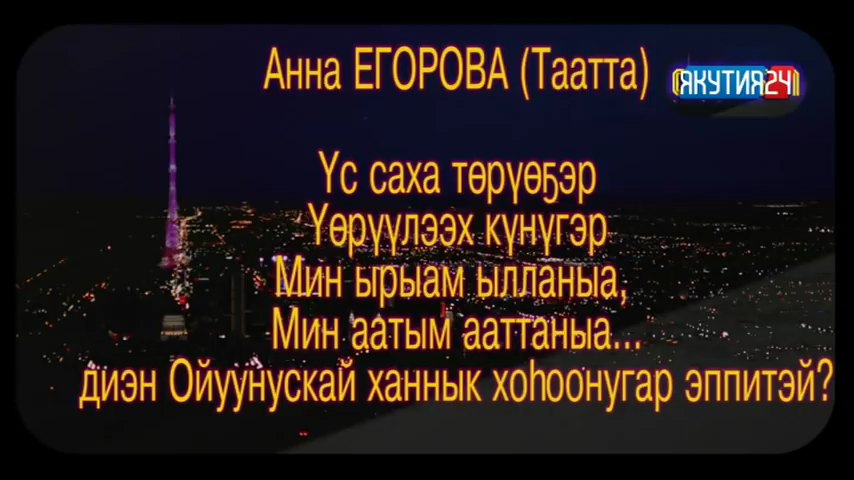 Анна ЕГОРОВА (Таатта)
ЯКУТИЯ24
Үс саха төрүөҕэр
Үөрүүлээх күнүгэр
Мин ырыам ылланыа,
Мин аатым ааттаныа...
диэн Ойуунускай ханнык хоһоонугар эппитэй?